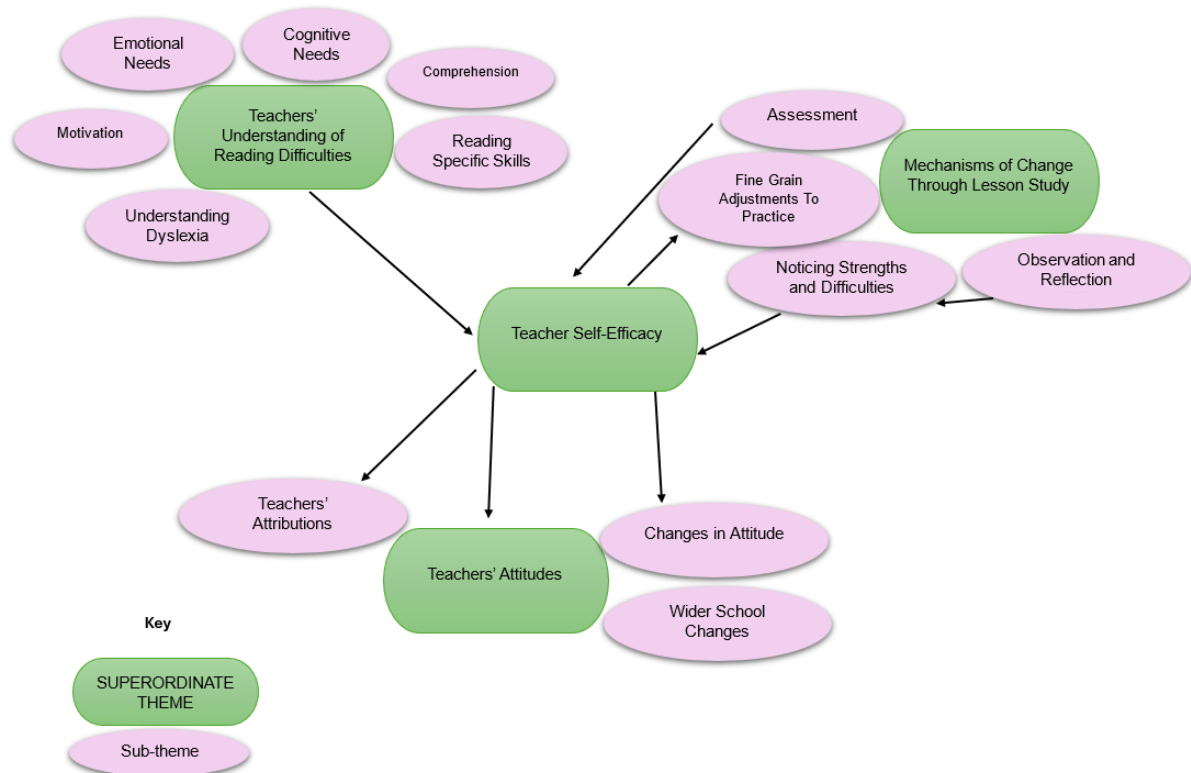 Emotional
Needs
Cognitive
Needs
Comprehension
Motivation
Teachers'
Understanding of
Reading Difficulties
Reading
Specific Skills
Understanding
Dyslexia
Assessment
Fine Grain
Adjustments To
Practice
Mechanisms of Change
Through Lesson Study
Noticing Strengths
and Difficulties
Observation and
Reflection
Teacher Self-Efficacy
Teachers'
Attributions
Teachers' Attitudes
Changes in Attitude
Wider School
Changes
Key
SUPERORDINATE
THEME
Sub-theme